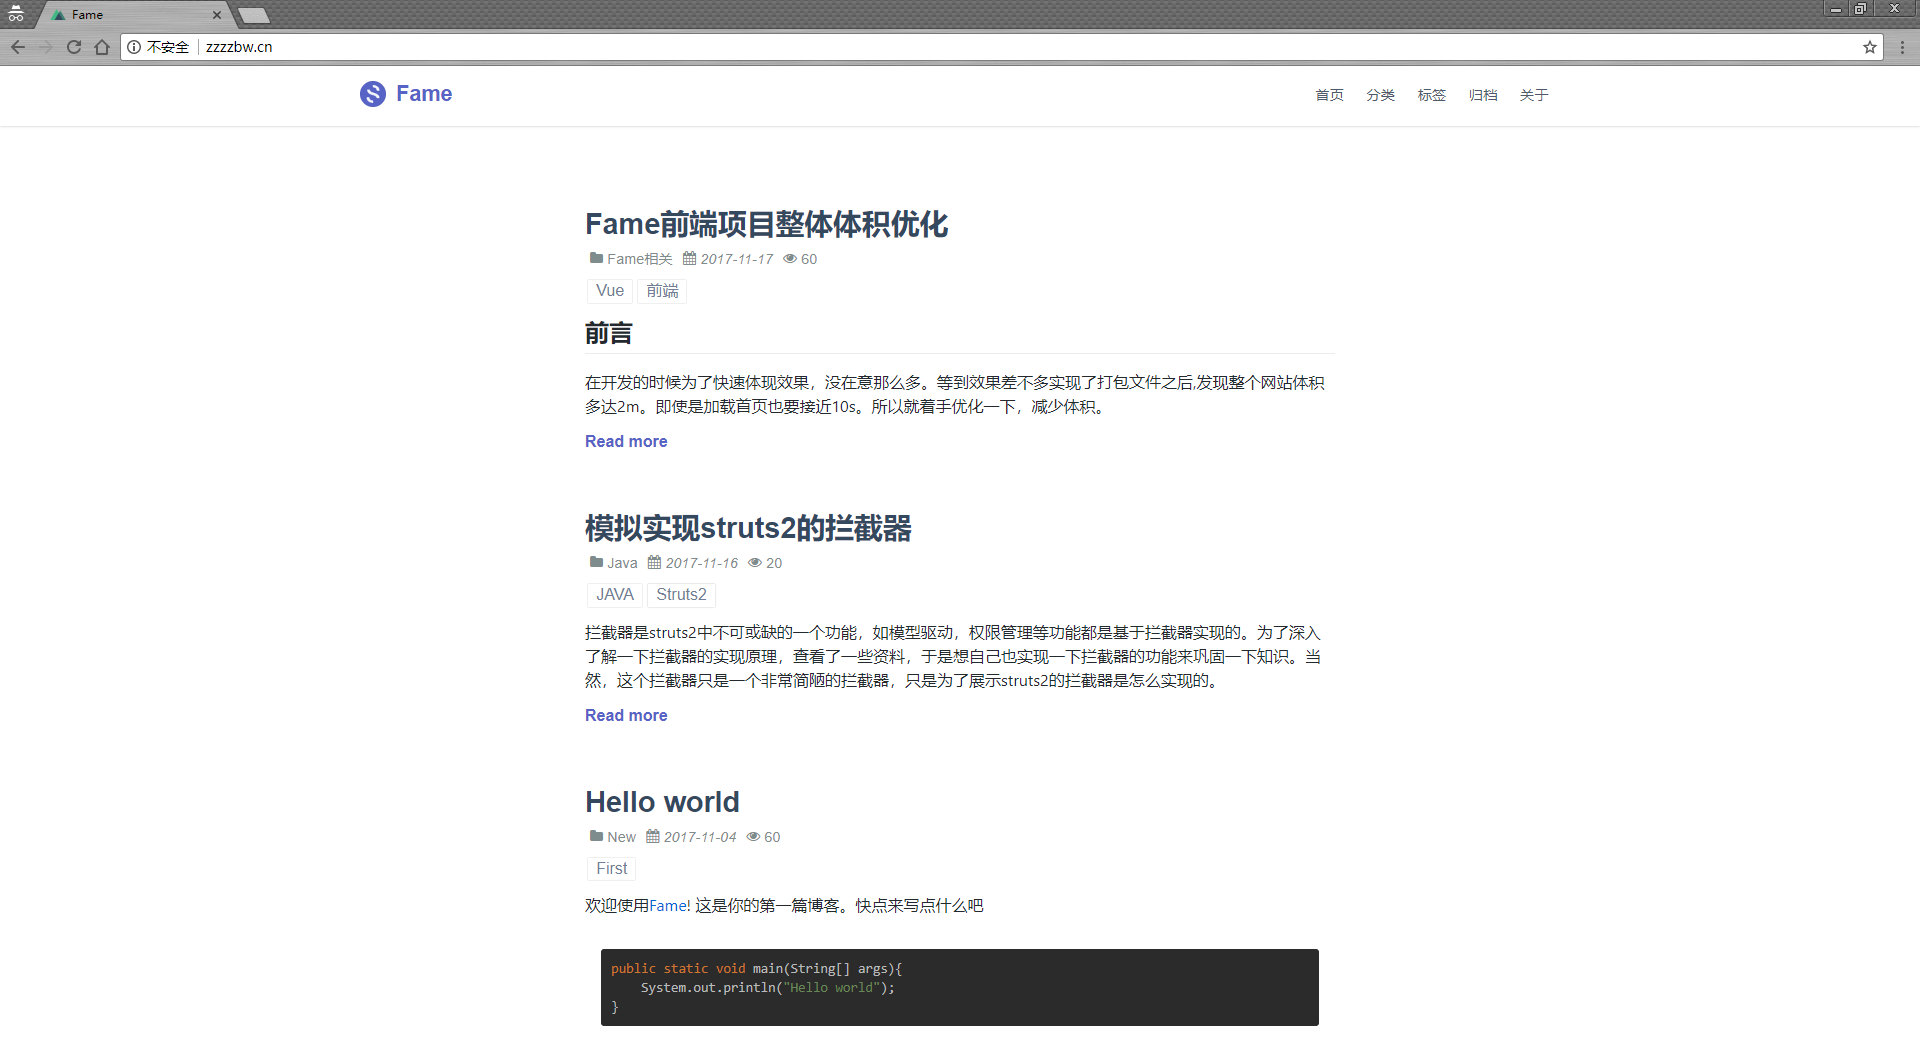 Fame
不安全 zzzzbw.cn
Fame
首页 分类 标签 归档 关于
Fame前端项目整体体积优化
Fame相关 2017-11-17 60
Vue 前端
前言
在开发的时候为了快速体现效果，没在意那么多。等到效果差不多实现了打包文件之后,发现整个网站体积
多达2m。即使是加载首页也要接近10s。所以就着手优化一下，减少体积。
Read more
模拟实现struts2的拦截器
Java 2017-11-16 20
JAVA Struts2
拦截器是struts2中不可或缺的一个功能，如模型驱动，权限管理等功能都是基于拦截器实现的。为了深入
了解一下拦截器的实现原理，查看了一些资料，于是想自己也实现一下拦截器的功能来巩固一下知识。当
然，这个拦截器只是一个非常简陋的拦截器，只是为了展示struts2的拦截器是怎么实现的。
Read more
Hello world
New 2017-11-04 60
First
欢迎使用Fame! 这是你的第一篇博客。快点来写点什么吧
public static void main(String[] args){
    System.out.println("Hello world");
}